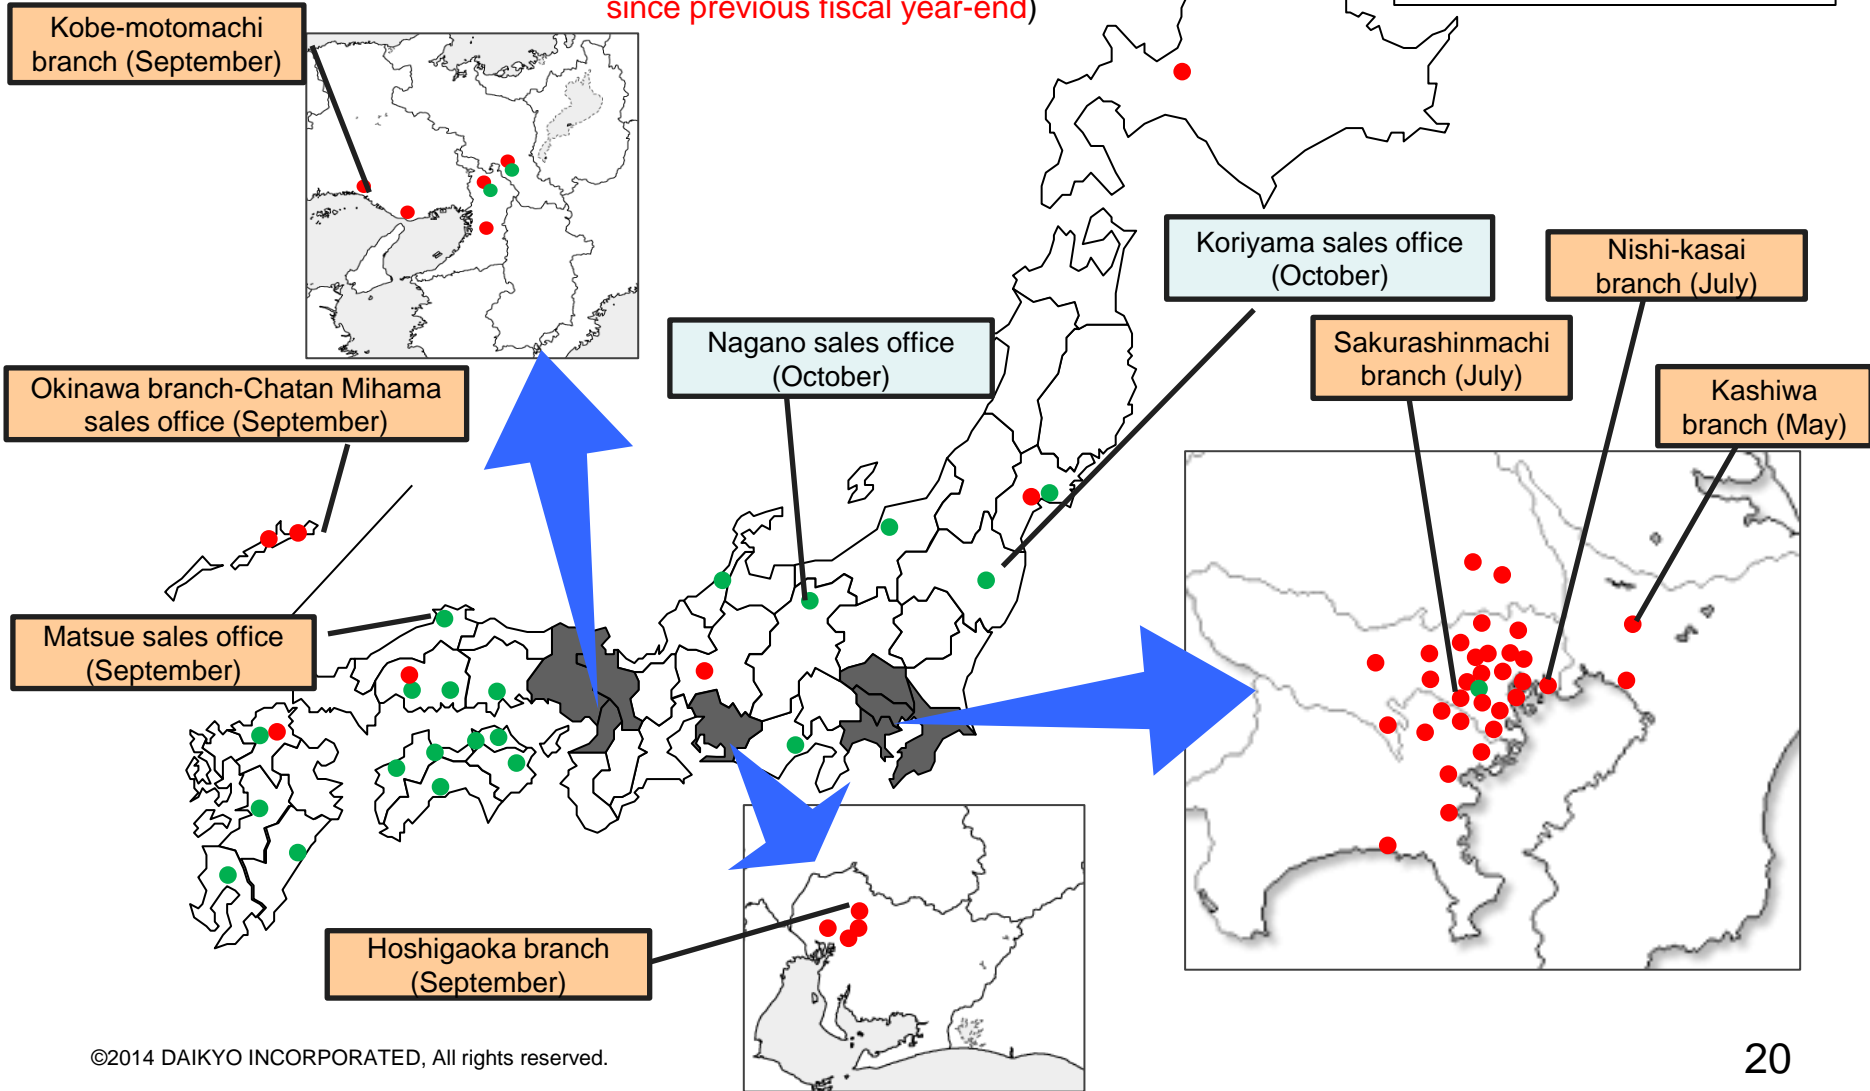 since previous fiscal year-end)
Kobe-motomachi
branch (September)
Koriyama sales office
(October)
Nishi-kasai
branch (July)
Nagano sales office
(October)
Sakurashinmachi
branch (July)
Okinawa branch-Chatan Mihama
sales office (September)
Kashiwa
branch (May)
Matsue sales office
(September)
Hoshigaoka branch
(September)
©2014 DAIKYO INCORPORATED, All rights reserved.
20